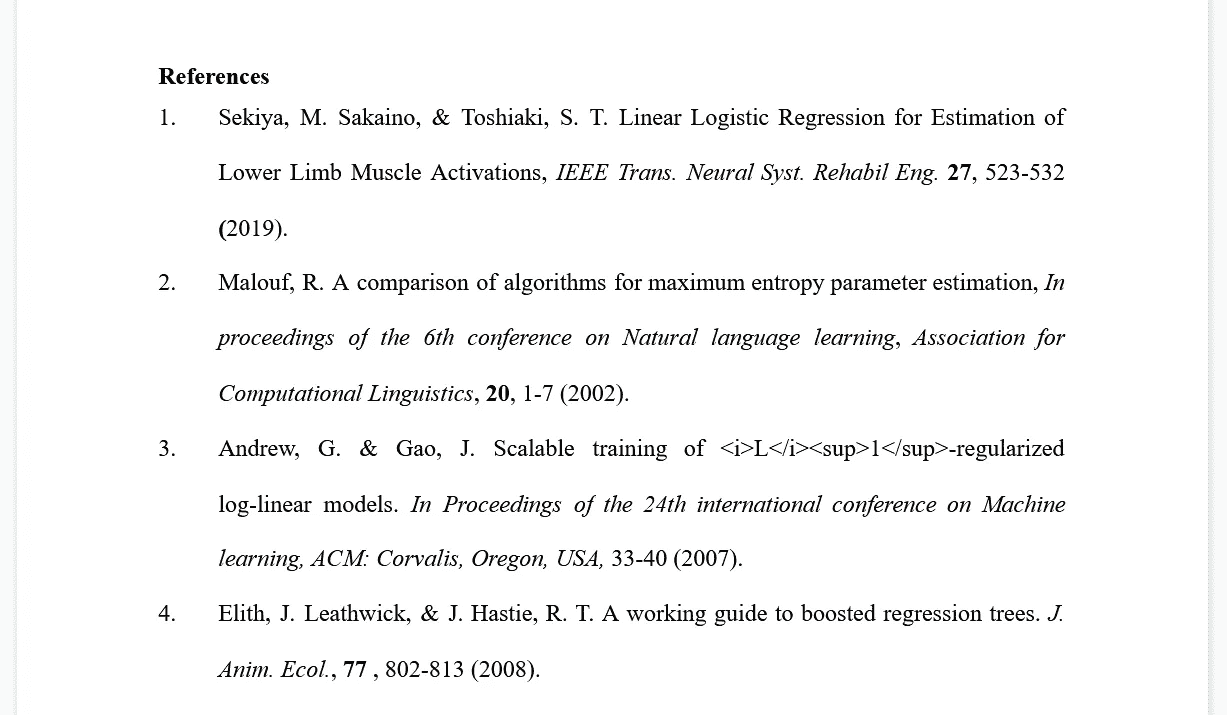 References
1. Sekiya, M. Sakaino, & Toshiaki, S. T. Linear Logistic Regression for Estimation of
Lower Limb Muscle Activations, IEEE Trans. Neural Syst. Rehabil Eng. 27, 523-532
(2019).
2. Malouf, R. A comparison of algorithms for maximum entropy parameter estimation, In
proceedings of the 6th conference on Natural language learning, Association for
Computational Linguistics, 20, 1-7 (2002).
3. Andrew, G. & Gao, J. Scalable training of <i>L</i><sup>1</sup>-regularized
log-linear models. In Proceedings of the 24th international conference on Machine
learning, ACM: Corvalis, Oregon, USA, 33-40 (2007).
4. Elith, J. Leathwick, & J. Hastie, R. T. A working guide to boosted regression trees. J.
Anim. Ecol., 77 , 802-813 (2008).